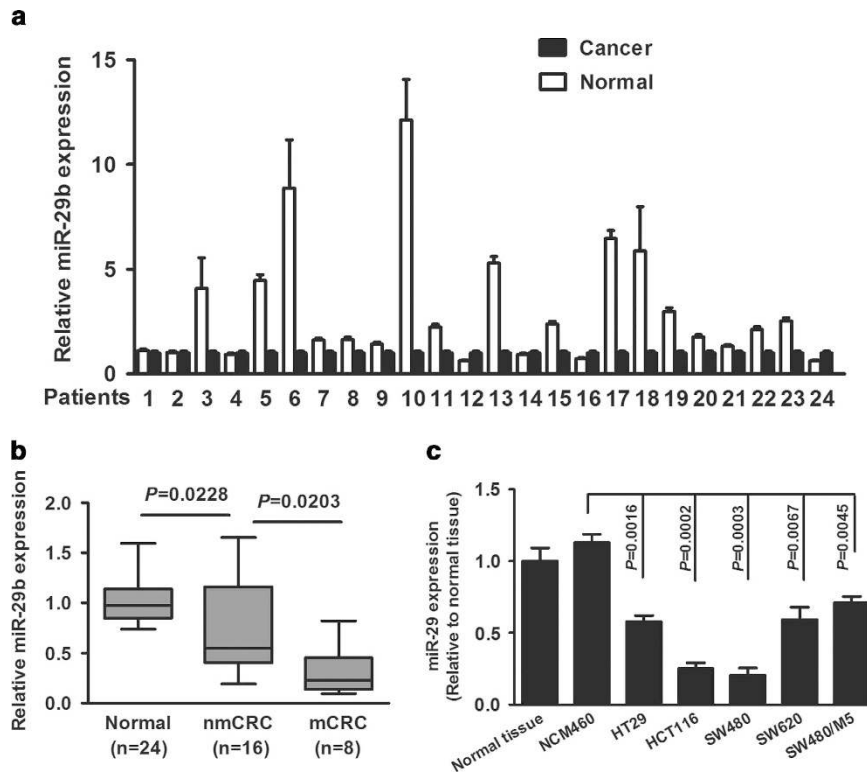 a
Relative miR-29b expression
15
10
5
0
Cancer
Normal
Patients 1 2 3 4 5 6 7 8 9 10 11 12 13 14 15 16 17 18 19 20 21 22 23 24
b
Relative miR-29b expression
2.0
1.5
1.0
0.5
0.0
P=0.0228
P=0.0203
Normal
(n=24)
nmCRC
(n=16)
mCRC
(n=8)
c
miR-29 expression
(Relative to normal tissue)
1.5
1.0
0.5
0.0
P=0.0016
P=0.0002
P=0.0003
P=0.0067
P=0.0045
Normal tissue
NCM460
HT29
HCT116
SW480
SW620
SW480/M5